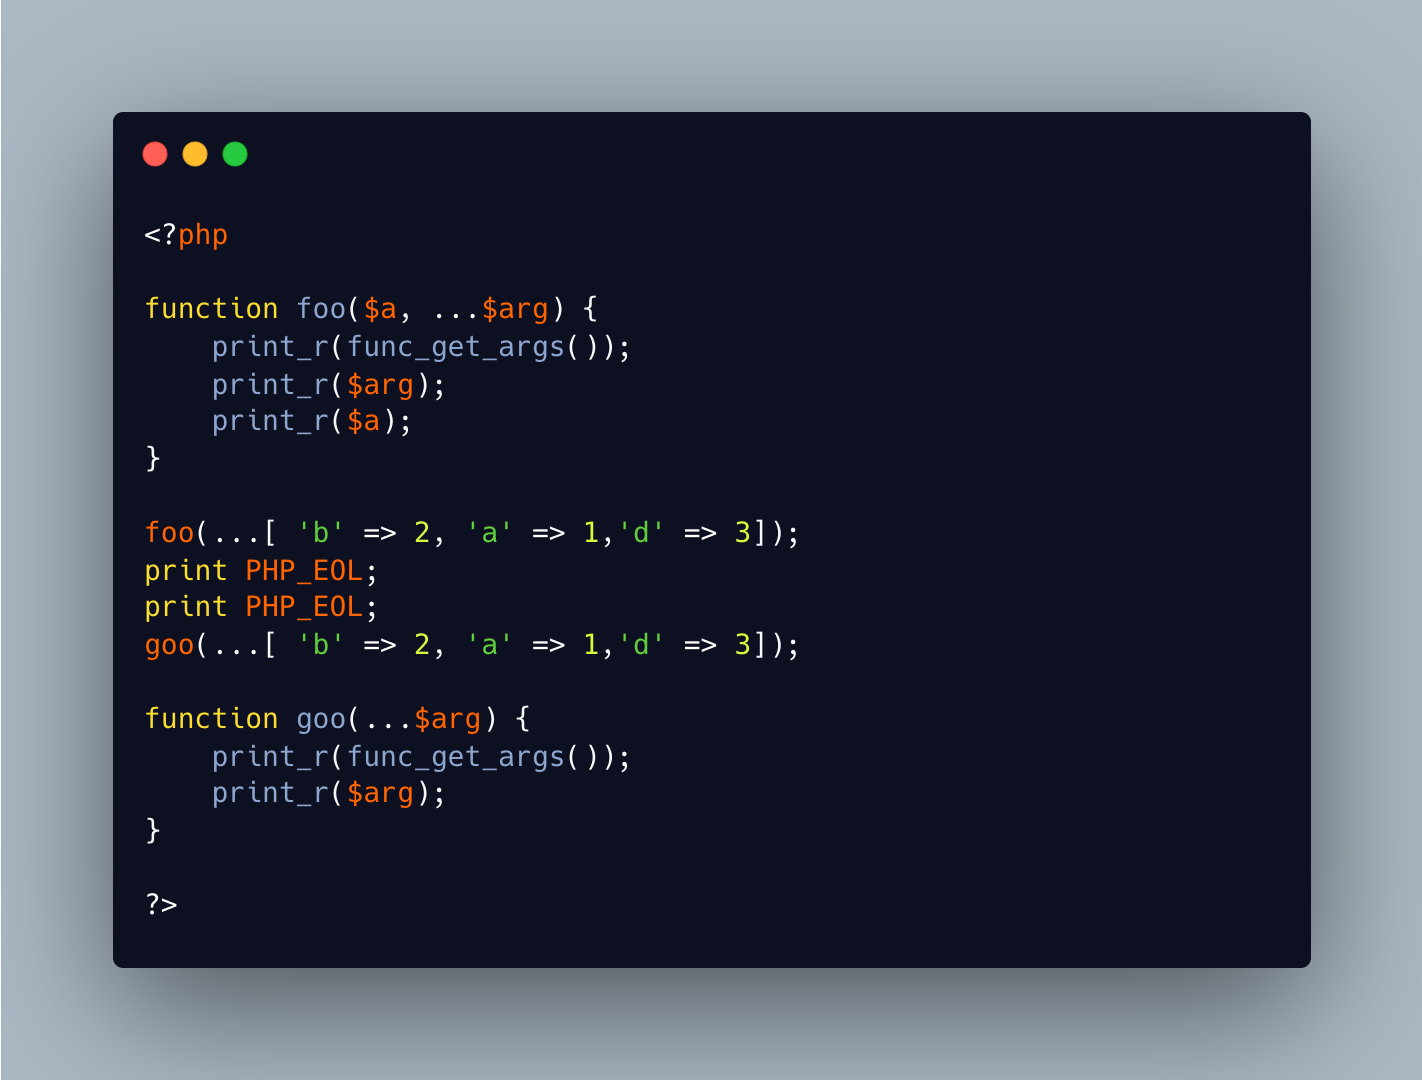 <?php
function foo($a, ...$arg) {
    print_r(func_get_args());
    print_r($arg);
    print_r($a);
}
foo(...[ 'b' => 2, 'a' => 1,'d' => 3]);
print PHP_EOL;
print PHP_EOL;
goo(...[ 'b' => 2, 'a' => 1,'d' => 3]);
function goo(...$arg) {
    print_r(func_get_args());
    print_r($arg);
}
?>